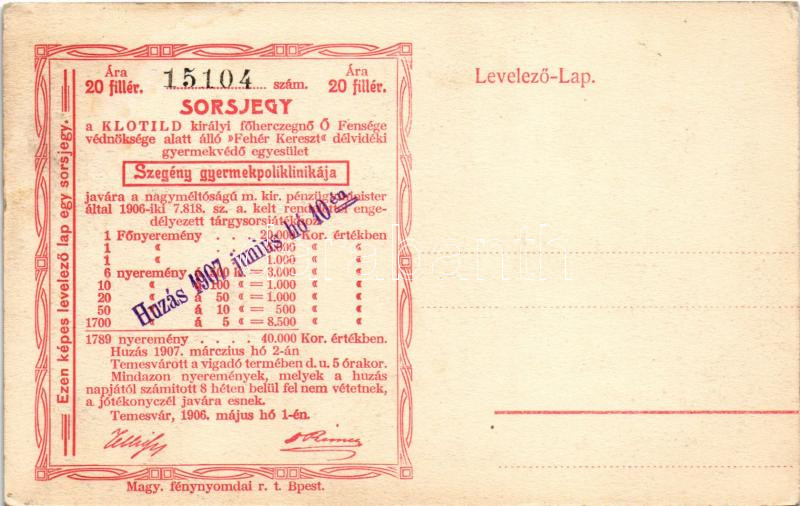 Ára Ára
20 fillér. 15104 szám. 20 fillér.
SORSJEGY
a KLOTILD királyi főherczegnő Ő Fensége
védnöksége alatt álló »Fehér Kereszt« délvidéki
gyermekvédő egyesület
Szegény gyermekpoliklinikája
javára a nagyméltóságú m. kir. pénzügyminister
által 1906-iki 7.818. sz. a. kelt rendelettel enge-
délyezett tárgysorsjátékhoz.
1 Főnyeremény . . . 20.000 Kor. értékben
1 « « «
1 « 1.000 « «
6 nyeremény á 500 K = 3.000 « «
10 « á 100 « = 1.000 « «
20 « á 50 « = 1.000 « «
50 « á 10 « = 500 « «
1700 « á 5 « = 8.500 « «
1789 nyeremény . . . . . 40.000 Kor. értékben.
Huzás 1907. márczius hó 2-án
Temesvárott a vigadó termében d. u. 5 órakor.
Mindazon nyeremények, melyek a huzás
napjától számitott 8 héten belül fel nem vétetnek,
a jótékonyczél javára esnek.
Temesvár, 1906. május hó 1-én.
Magy. fénynyomdai r. t. Bpest.
Ezen képes levelező lap egy sorsjegy.
Huzás 1907. junius hó 10-én
Levelező-Lap.